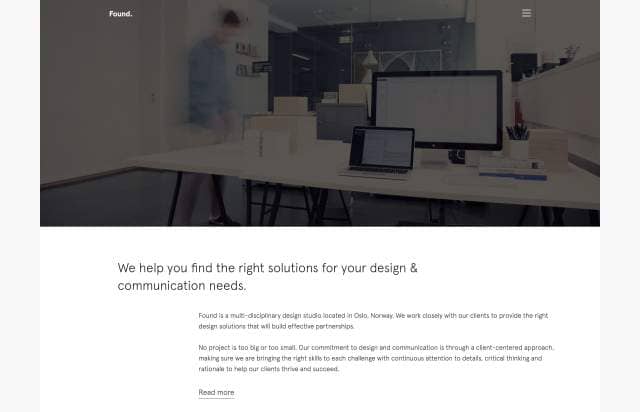 Found.
We help you find the right solutions for your design &
communication needs.
Found is a multi-disciplinary design studio located in Oslo, Norway. We work closely with our clients to provide the right
design solutions that will build effective partnerships.
No project is too big or too small. Our commitment to design and communication is through a client-centered approach,
making sure we are bringing the right skills to each challenge with continuous attention to details, critical thinking and
rationale to help our clients thrive and succeed.
Read more